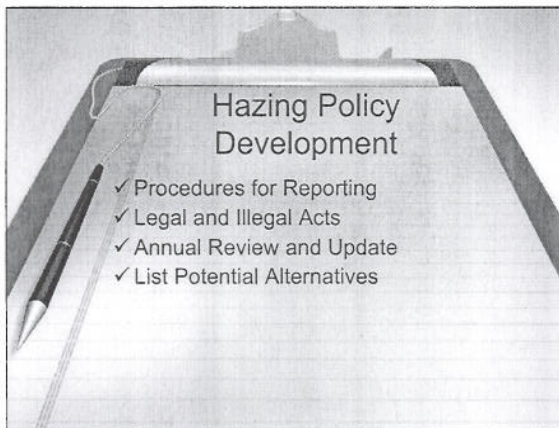 Hazing Policy
Development
✓ Procedures for Reporting
✓ Legal and Illegal Acts
✓ Annual Review and Update
✓ List Potential Alternatives